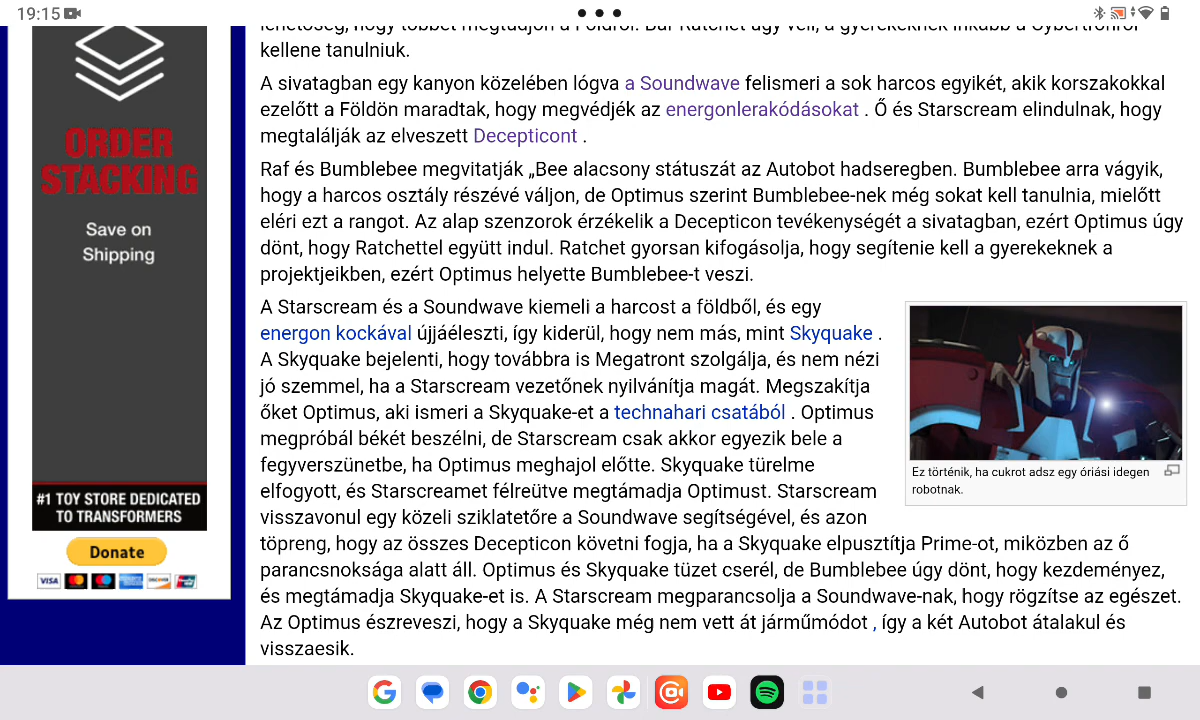 19:15
lehetőség, hogy többet megtudjon a Földről. Bár Ratchet úgy véli, a gyerekeknek inkább a Cybertronról
kellene tanulniuk.
A sivatagban egy kanyon közelében lógva a Soundwave felismeri a sok harcos egyikét, akik korszakokkal
ezelőtt a Földön maradtak, hogy megvédjék az energonlerakódásokat . Ő és Starscream elindulnak, hogy
megtalálják az elveszett Decepticont .
Raf és Bumblebee megvitatják „Bee alacsony státuszát az Autobot hadseregben. Bumblebee arra vágyik,
hogy a harcos osztály részévé váljon, de Optimus szerint Bumblebee-nek még sokat kell tanulnia, mielőtt
eléri ezt a rangot. Az alap szenzorok érzékelik a Decepticon tevékenységét a sivatagban, ezért Optimus úgy
dönt, hogy Ratchettel együtt indul. Ratchet gyorsan kifogásolja, hogy segítenie kell a gyerekeknek a
projektjeikben, ezért Optimus helyette Bumblebee-t veszi.
A Starscream és a Soundwave kiemeli a harcost a földből, és egy
energon kockával újjáéleszti, így kiderül, hogy nem más, mint Skyquake .
A Skyquake bejelenti, hogy továbbra is Megatront szolgálja, és nem nézi
jó szemmel, ha a Starscream vezetőnek nyilvánítja magát. Megszakítja
őket Optimus, aki ismeri a Skyquake-et a technahari csatából . Optimus
megpróbál békét beszélni, de Starscream csak akkor egyezik bele a
fegyverszünetbe, ha Optimus meghajol előtte. Skyquake türelme
elfogyott, és Starscreamet félreütve megtámadja Optimust. Starscream
visszavonul egy közeli sziklatetőre a Soundwave segítségével, és azon
töpreng, hogy az összes Decepticon követni fogja, ha a Skyquake elpusztítja Prime-ot, miközben az ő
parancsnoksága alatt áll. Optimus és Skyquake tüzet cserél, de Bumblebee úgy dönt, hogy kezdeményez,
és megtámadja Skyquake-et is. A Starscream megparancsolja a Soundwave-nak, hogy rögzítse az egészet.
Az Optimus észreveszi, hogy a Skyquake még nem vett át járműmódot , így a két Autobot átalakul és
visszaesik.
Ez történik, ha cukrot adsz egy óriási idegen
robotnak.
ORDER
STACKING
Save on
Shipping
#1 TOY STORE DEDICATED
TO TRANSFORMERS
Donate
VISA